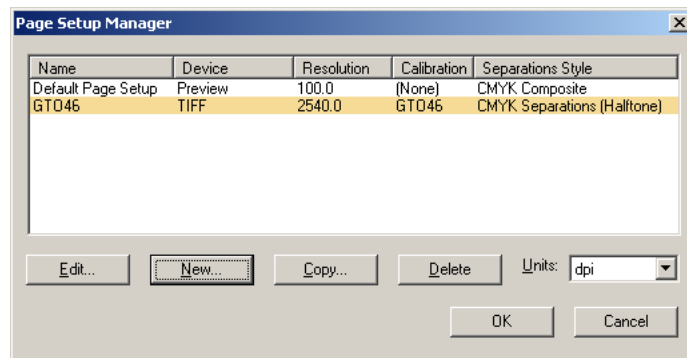 Page Setup Manager
Name Device Resolution Calibration Separations Style
Default Page Setup Preview 100.0 (None) CMYK Composite
GTO46 TIFF 2540.0 GTO46 CMYK Separations (Halftone)
Edit... New... Copy... Delete Units: dpi
OK Cancel